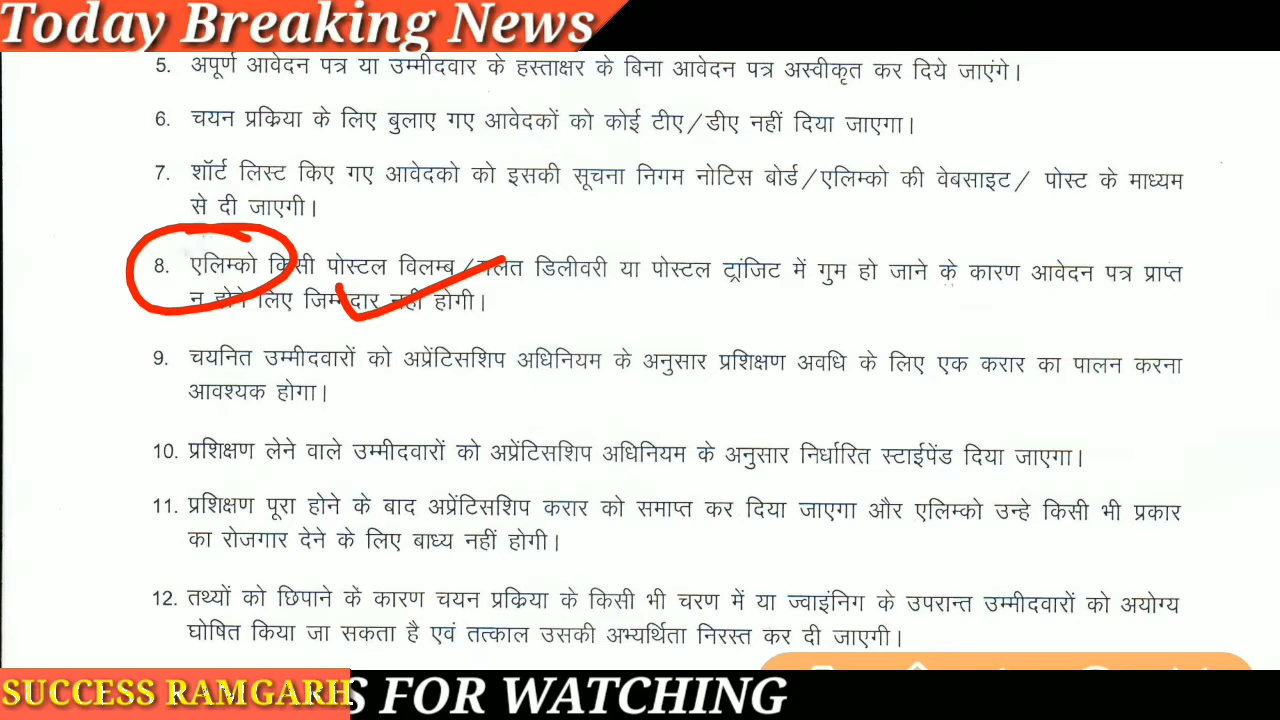 Today Breaking News
5. अपूर्ण आवेदन पत्र या उम्मीदवार के हस्ताक्षर के बिना आवेदन पत्र अस्वीकृत कर दिये जाएंगे।
6. चयन प्रक्रिया के लिए बुलाए गए आवेदकों को कोई टीए/डीए नहीं दिया जाएगा।
7. शॉर्ट लिस्ट किए गए आवेदको को इसकी सूचना निगम नोटिस बोर्ड/एलिम्को की वेबसाइट/ पोस्ट के माध्यम
से दी जाएगी।
8. एलिम्को किसी पोस्टल विलम्ब/गलत डिलीवरी या पोस्टल ट्रांजिट में गुम हो जाने के कारण आवेदन पत्र प्राप्त
न होने लिए जिम्मेदार नहीं होगी।
9. चयनित उम्मीदवारों को अप्रेंटिसशिप अधिनियम के अनुसार प्रशिक्षण अवधि के लिए एक करार का पालन करना
आवश्यक होगा।
10. प्रशिक्षण लेने वाले उम्मीदवारों को अप्रेंटिसशिप अधिनियम के अनुसार निर्धारित स्टाईपेंड दिया जाएगा।
11. प्रशिक्षण पूरा होने के बाद अप्रेंटिसशिप करार को समाप्त कर दिया जाएगा और एलिम्को उन्हे किसी भी प्रकार
का रोजगार देने के लिए बाध्य नहीं होगी।
12. तथ्यों को छिपाने के कारण चयन प्रक्रिया के किसी भी चरण में या ज्वाइंनिग के उपरान्त उम्मीदवारों को अयोग्य
घोषित किया जा सकता है एवं तत्काल उसकी अभ्यर्थिता निरस्त कर दी जाएगी।
SUCCESS RAMGARH S FOR WATCHING